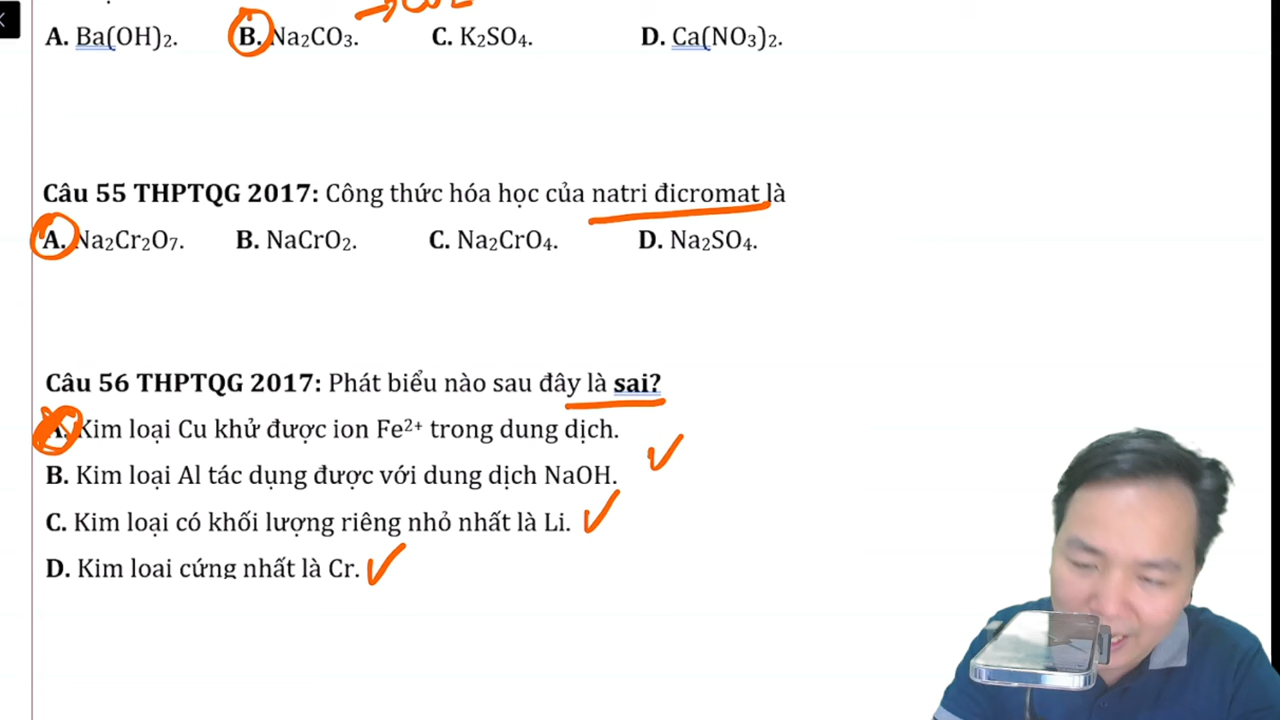 A. Ba(OH)₂. B. Na₂CO₃. C. K₂SO₄. D. Ca(NO₃)₂.
Câu 55 THPTQG 2017: Công thức hóa học của natri đicromat là
A. Na₂Cr₂O₇. B. NaCrO₂. C. Na₂CrO₄. D. Na₂SO₄.
Câu 56 THPTQG 2017: Phát biểu nào sau đây là sai?
A. Kim loại Cu khử được ion Fe²⁺ trong dung dịch.
B. Kim loại Al tác dụng được với dung dịch NaOH.
C. Kim loại có khối lượng riêng nhỏ nhất là Li.
D. Kim loại cứng nhất là Cr.